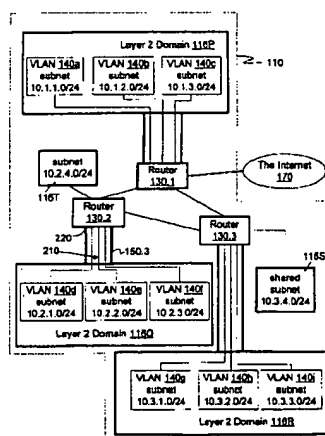 Layer 2 Domain 116P
VLAN 140a
subnet
10.1.1.0/24
VLAN 140b
subnet
10.1.2.0/24
VLAN 140c
subnet
10.1.3.0/24
110
subnet
10.2.4.0/24
116T
Router
130.1
The Internet
170
Router
130.2
220
210
150.3
Router
130.3
116S
shared
subnet
10.3.4.0/24
VLAN 140d
subnet
10.2.1.0/24
VLAN 140e
subnet
10.2.2.0/24
VLAN 140f
subnet
10.2.3.0/24
Layer 2 Domain 116Q
VLAN 140g
subnet
10.3.1.0/24
VLAN 140h
subnet
10.3.2.0/24
VLAN 140i
subnet
10.3.3.0/24
Layer 2 Domain 116R